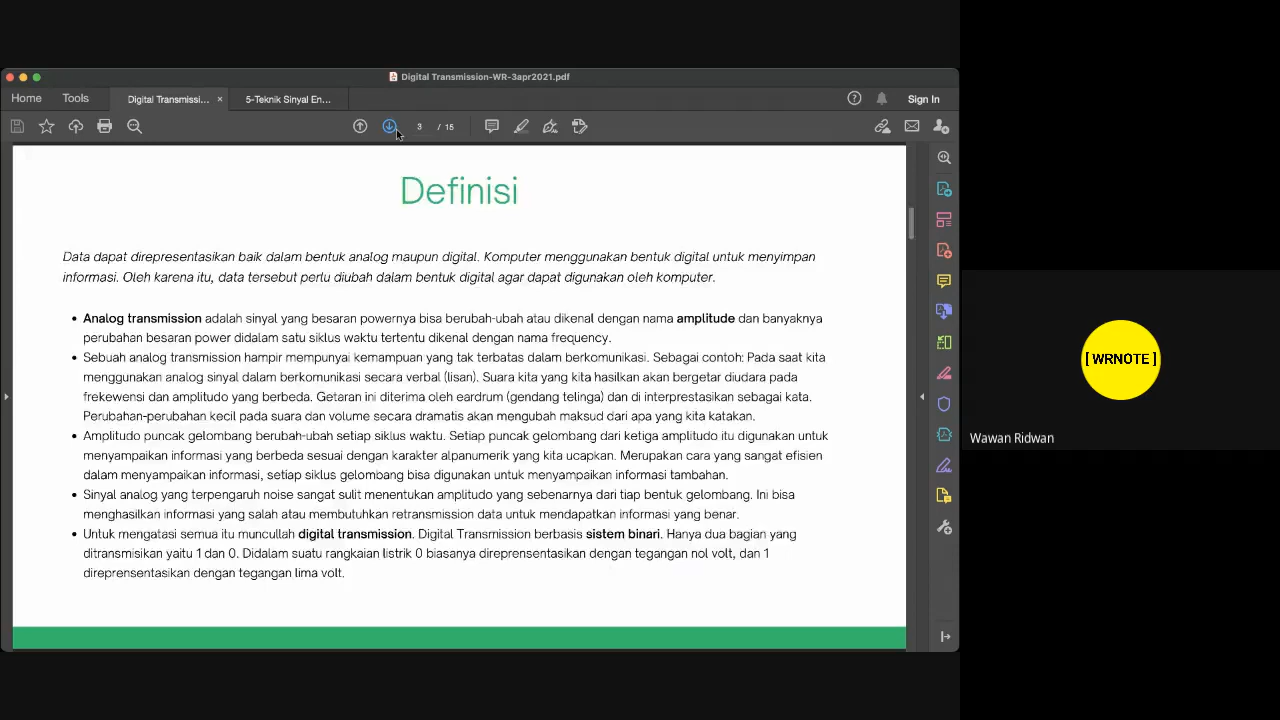 Digital Transmission-WR-3apr2021.pdf
Home Tools Digital Transmissi... × 5-Teknik Sinyal En... Sign In
3 / 15
Definisi
Data dapat direpresentasikan baik dalam bentuk analog maupun digital. Komputer menggunakan bentuk digital untuk menyimpan
informasi. Oleh karena itu, data tersebut perlu diubah dalam bentuk digital agar dapat digunakan oleh komputer.
• Analog transmission adalah sinyal yang besaran powernya bisa berubah-ubah atau dikenal dengan nama amplitude dan banyaknya
perubahan besaran power didalam satu siklus waktu tertentu dikenal dengan nama frequency.
• Sebuah analog transmission hampir mempunyai kemampuan yang tak terbatas dalam berkomunikasi. Sebagai contoh: Pada saat kita
menggunakan analog sinyal dalam berkomunikasi secara verbal (lisan). Suara kita yang kita hasilkan akan bergetar diudara pada
frekewensi dan amplitudo yang berbeda. Getaran ini diterima oleh eardrum (gendang telinga) dan di interprestasikan sebagai kata.
Perubahan-perubahan kecil pada suara dan volume secara dramatis akan mengubah maksud dari apa yang kita katakan.
• Amplitudo puncak gelombang berubah-ubah setiap siklus waktu. Setiap puncak gelombang dari ketiga amplitudo itu digunakan untuk
menyampaikan informasi yang berbeda sesuai dengan karakter alpanumerik yang kita ucapkan. Merupakan cara yang sangat efisien
dalam menyampaikan informasi, setiap siklus gelombang bisa digunakan untuk menyampaikan informasi tambahan.
• Sinyal analog yang terpengaruh noise sangat sulit menentukan amplitudo yang sebenarnya dari tiap bentuk gelombang. Ini bisa
menghasilkan informasi yang salah atau membutuhkan retransmission data untuk mendapatkan informasi yang benar.
• Untuk mengatasi semua itu muncullah digital transmission. Digital Transmission berbasis sistem binari. Hanya dua bagian yang
ditransmisikan yaitu 1 dan 0. Didalam suatu rangkaian listrik 0 biasanya direprensentasikan dengan tegangan nol volt, dan 1
direprensentasikan dengan tegangan lima volt.
[ WRNOTE ]
Wawan Ridwan